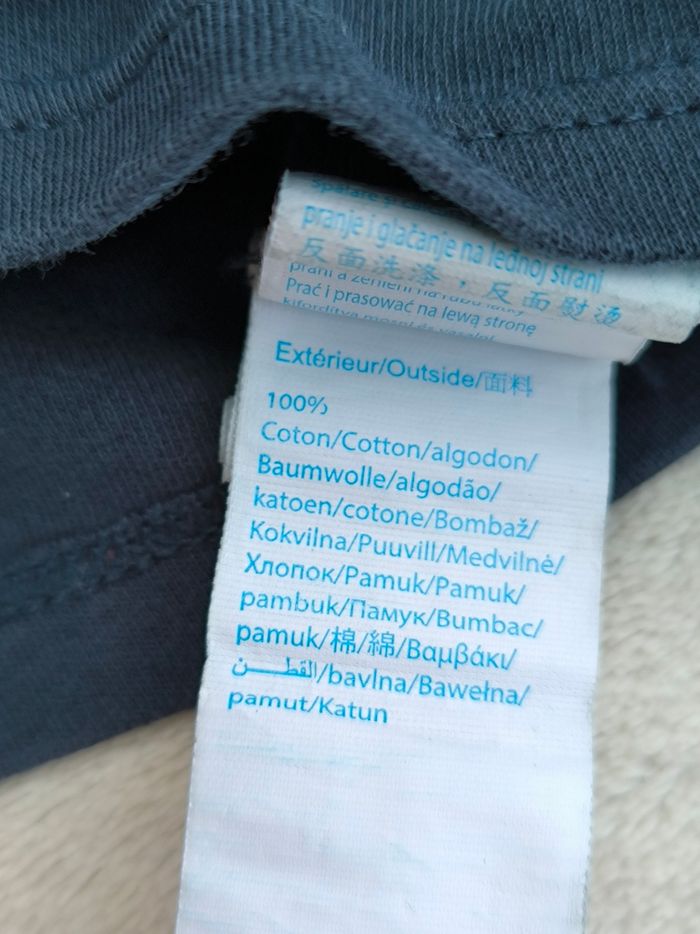 pranje i glačanje na lednoj strani
反面洗涤，反面熨烫
Prać i prasować na lewą stronę
Extérieur/Outside/面料
100%
Coton/Cotton/algodon/
Baumwolle/algodão/
katoen/cotone/Bombaž/
Kokvilna/Puuvill/Medvilnė/
Хлопок/Pamuk/Pamuk/
pambuk/Памук/Bumbac/
pamuk/棉/綿/Βαμβάκι/
القطن/bavlna/Bawełna/
pamut/Katun